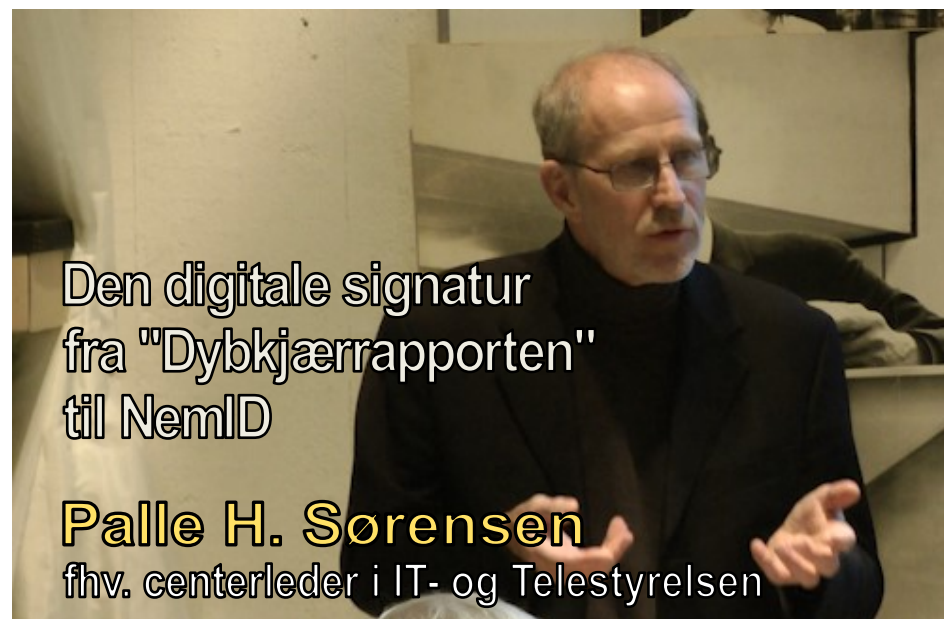 Den digitale signatur
fra "Dybkjærrapporten"
til NemID
Palle H. Sørensen
fhv. centerleder i IT- og Telestyrelsen